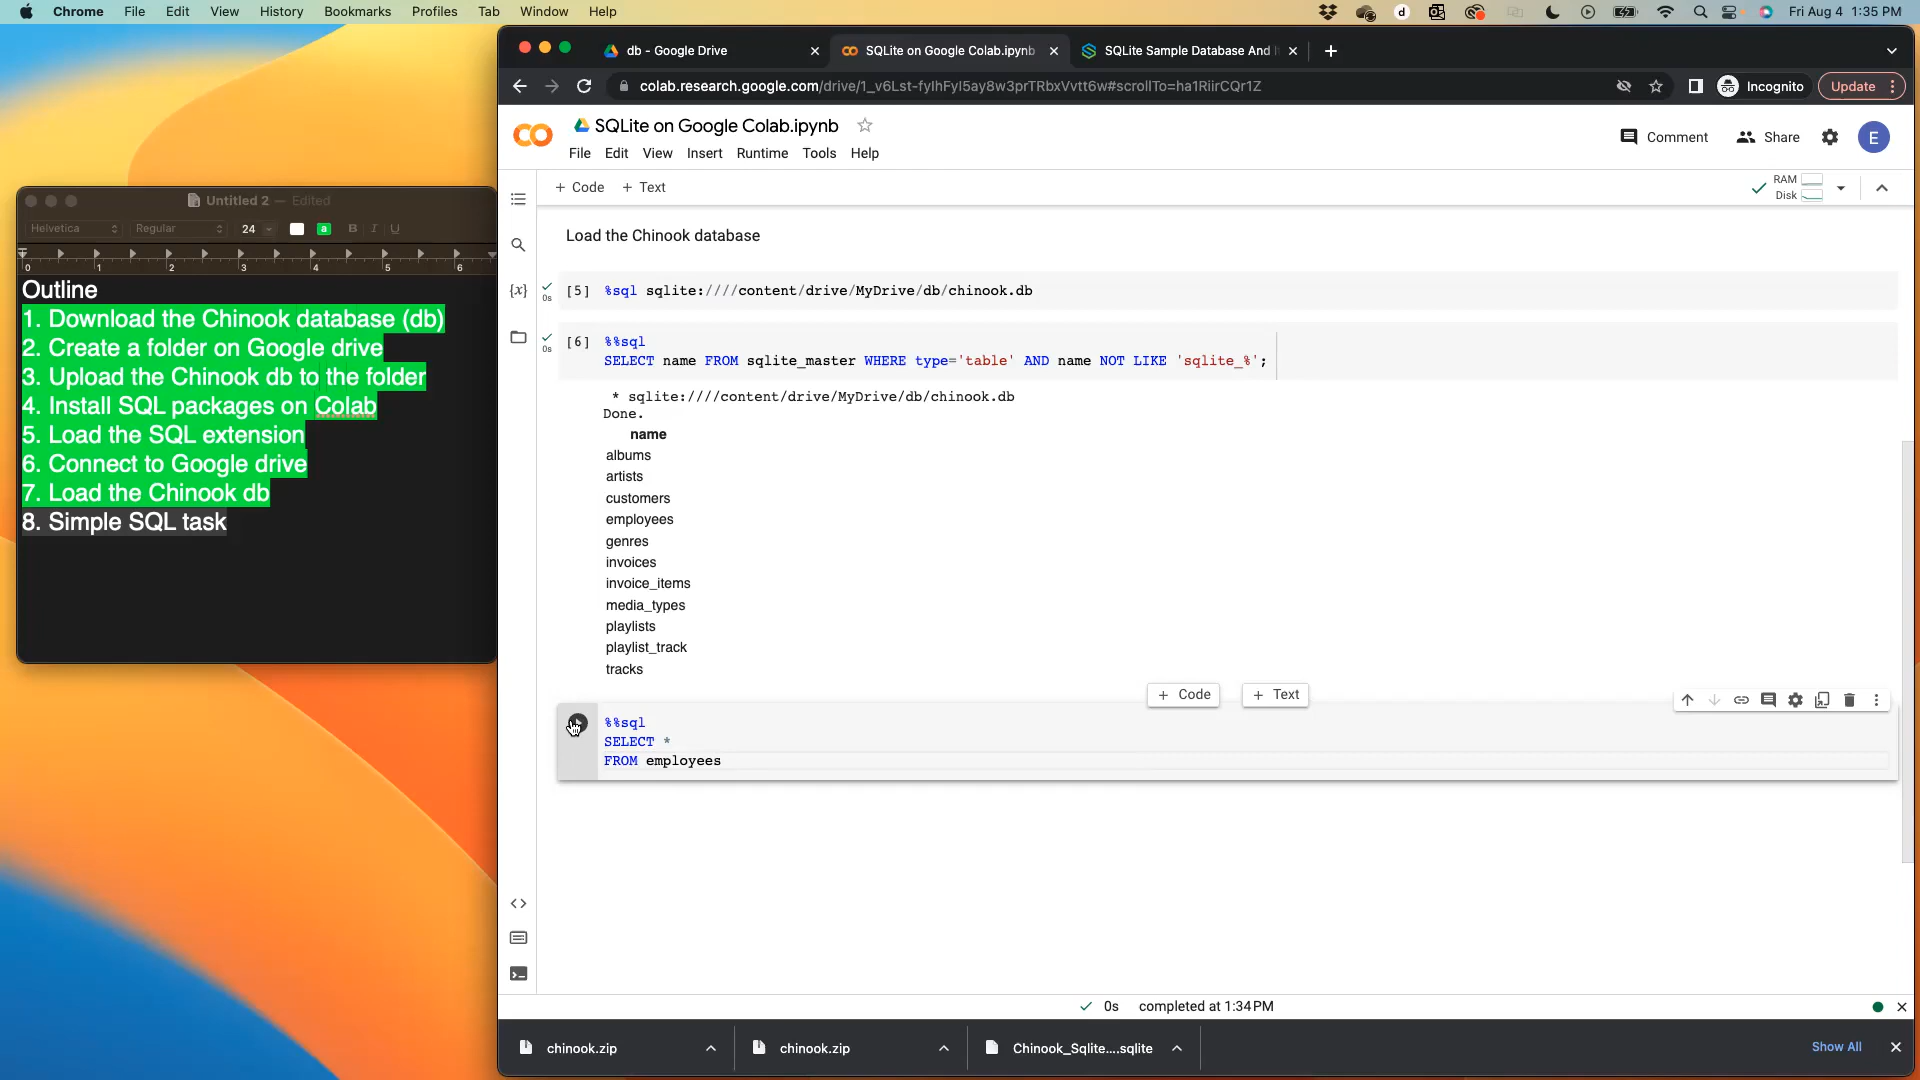 Chrome File Edit View History Bookmarks Profiles Tab Window Help
Fri Aug 4 1:35 PM
db - Google Drive
SQLite on Google Colab.ipynb
SQLite Sample Database And
colab.research.google.com/drive/1_v6Lst-fylhFyl5ay8w3prTRbxVvtt6w#scrollTo=ha1RiirCQr1Z
Incognito
Update
SQLite on Google Colab.ipynb
Comment
Share
E
File Edit View Insert Runtime Tools Help
+ Code + Text
RAM
Disk
Untitled 2 — Edited
Helvetica Regular 24 a B I U
0 1 2 3 4 5 6
Outline
1. Download the Chinook database (db)
2. Create a folder on Google drive
3. Upload the Chinook db to the folder
4. Install SQL packages on Colab
5. Load the SQL extension
6. Connect to Google drive
7. Load the Chinook db
8. Simple SQL task
Load the Chinook database
0s
[5] %sql sqlite:////content/drive/MyDrive/db/chinook.db
0s
[6] %%sql
SELECT name FROM sqlite_master WHERE type='table' AND name NOT LIKE 'sqlite_%';
* sqlite:////content/drive/MyDrive/db/chinook.db
Done.
name
albums
artists
customers
employees
genres
invoices
invoice_items
media_types
playlists
playlist_track
tracks
+ Code + Text
%%sql
SELECT *
FROM employees
0s completed at 1:34 PM
chinook.zip
chinook.zip
Chinook_Sqlite....sqlite
Show All